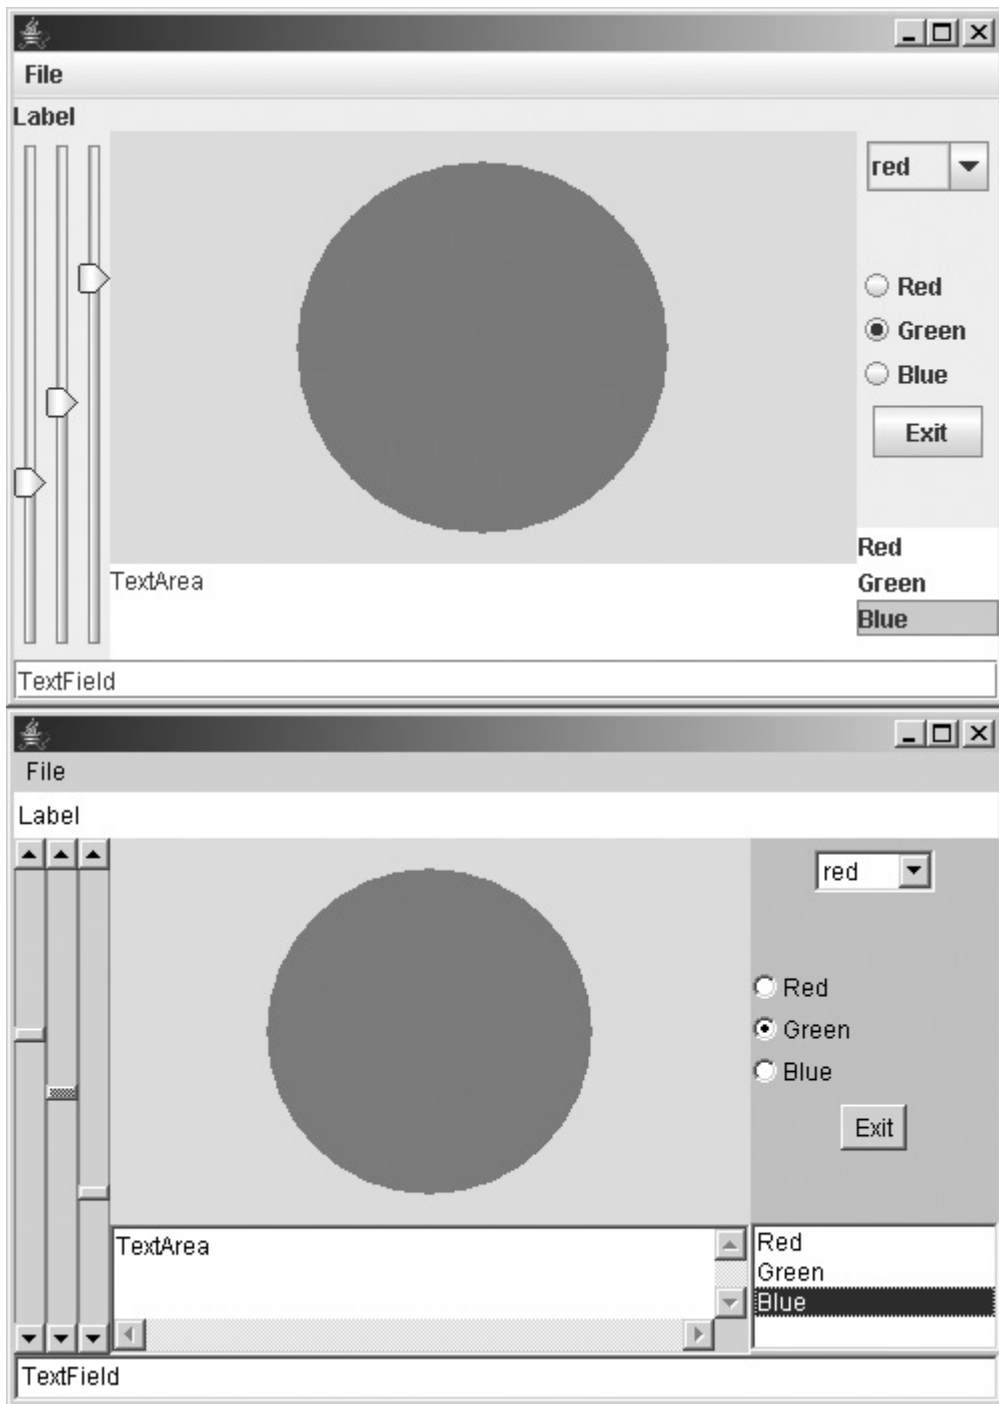 File
Label
red
Red
Green
Blue
Exit
Red
Green
Blue
TextArea
TextField
File
Label
red
Red
Green
Blue
Exit
TextArea
Red
Green
Blue
TextField